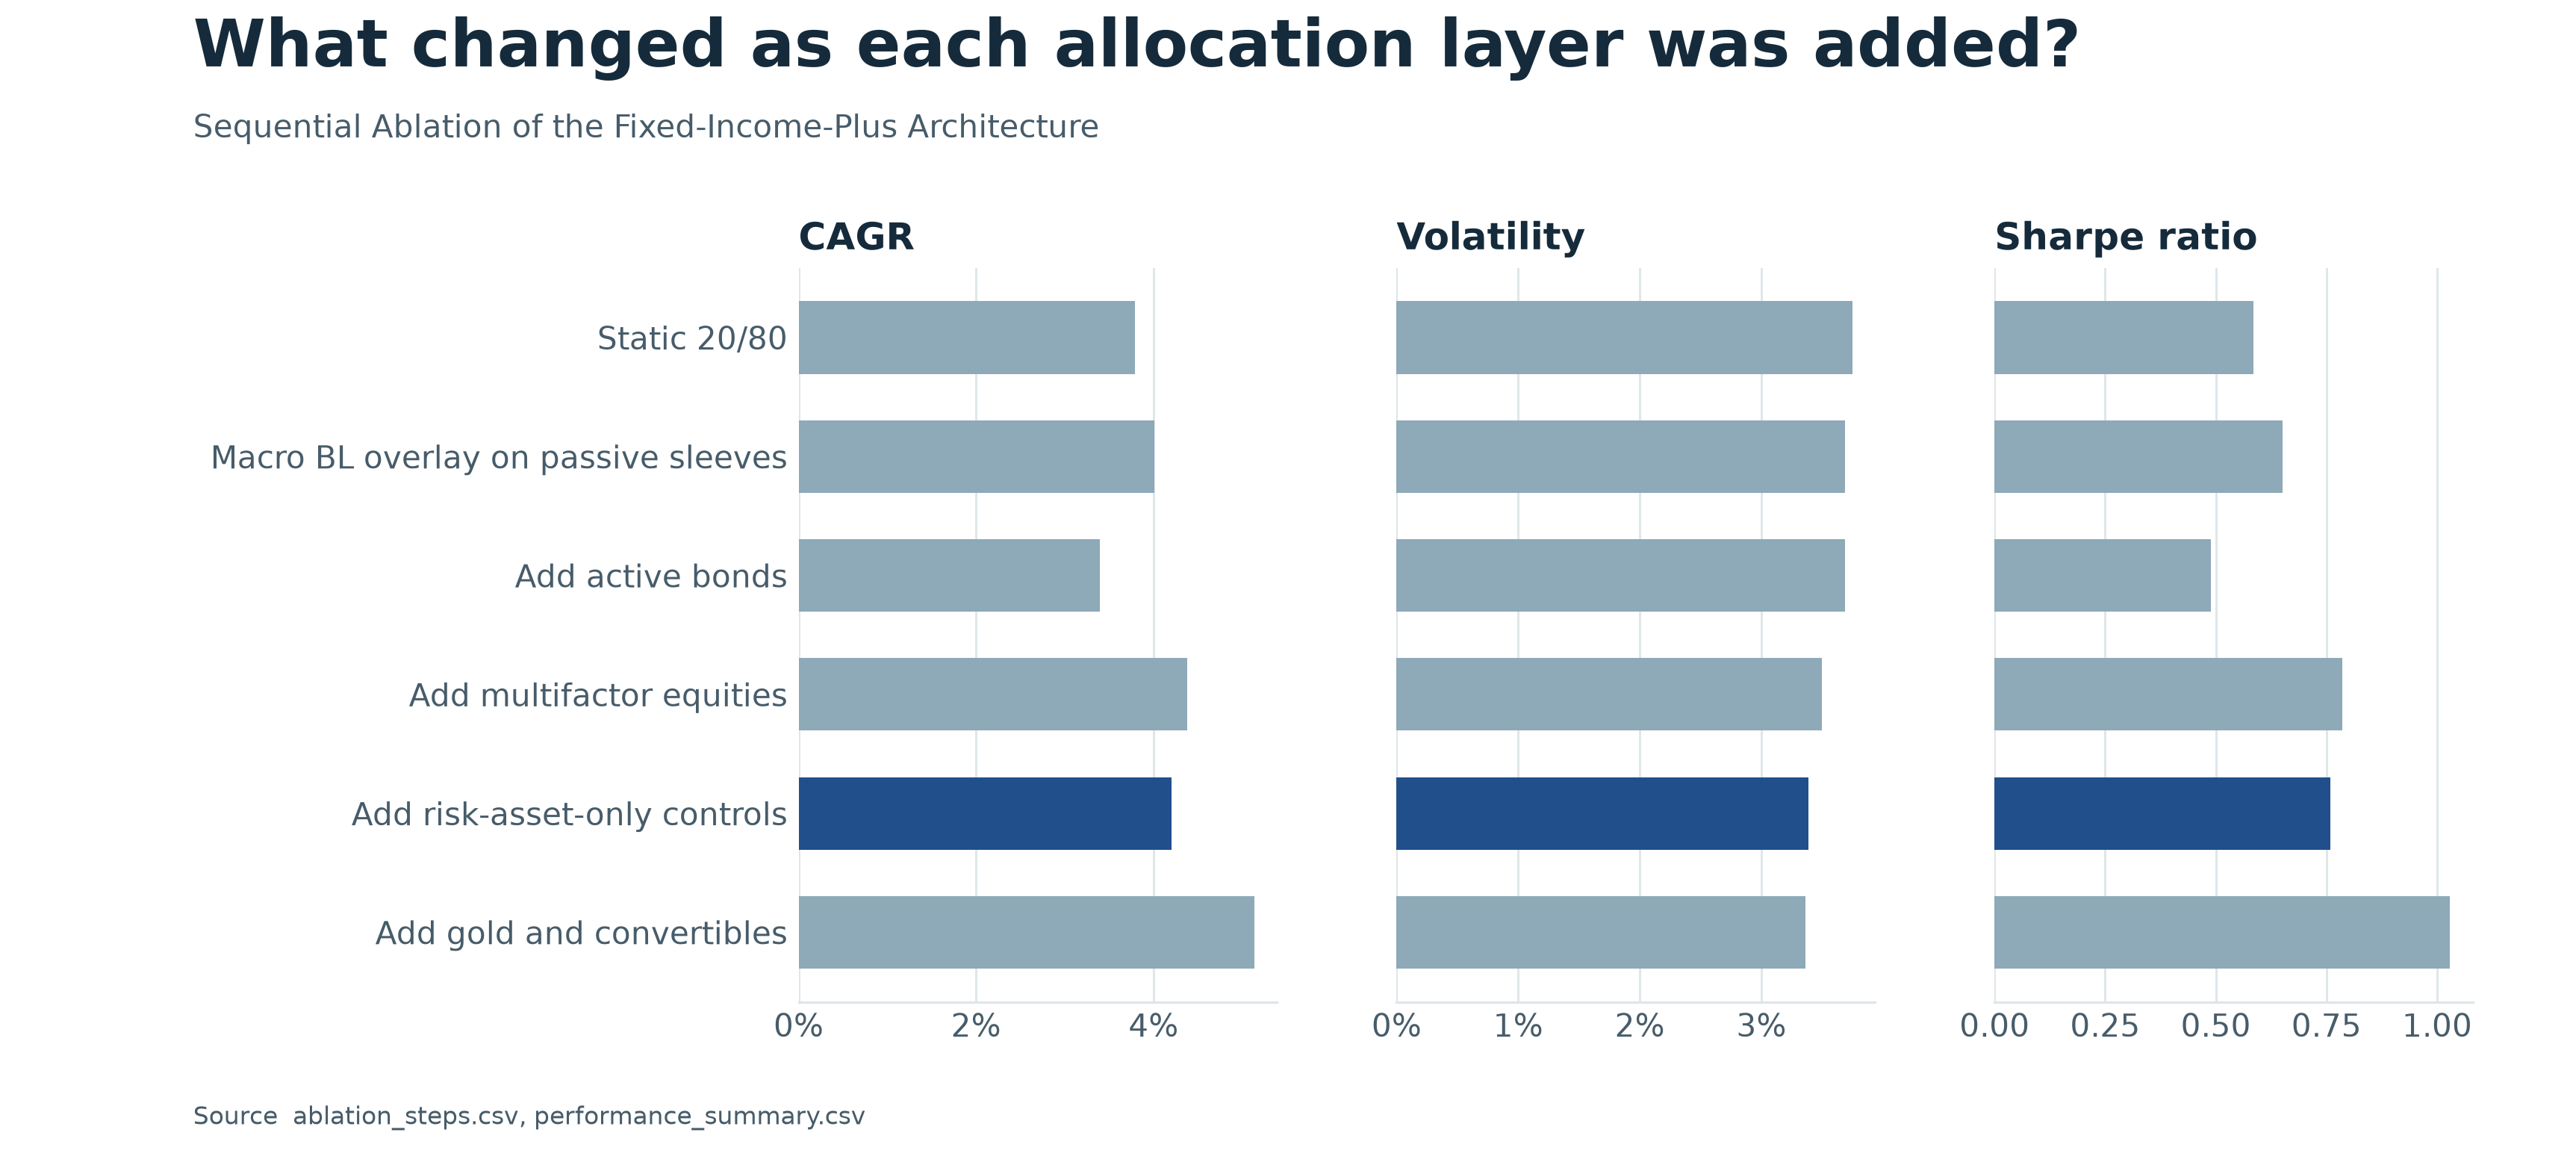 What changed as each allocation layer was added?
Sequential Ablation of the Fixed-Income-Plus Architecture
CAGR
Volatility
Sharpe ratio
Static 20/80
Macro BL overlay on passive sleeves
Add active bonds
Add multifactor equities
Add risk-asset-only controls
Add gold and convertibles
0% 2% 4%
0% 1% 2% 3%
0.00 0.25 0.50 0.75 1.00
Source  ablation_steps.csv, performance_summary.csv